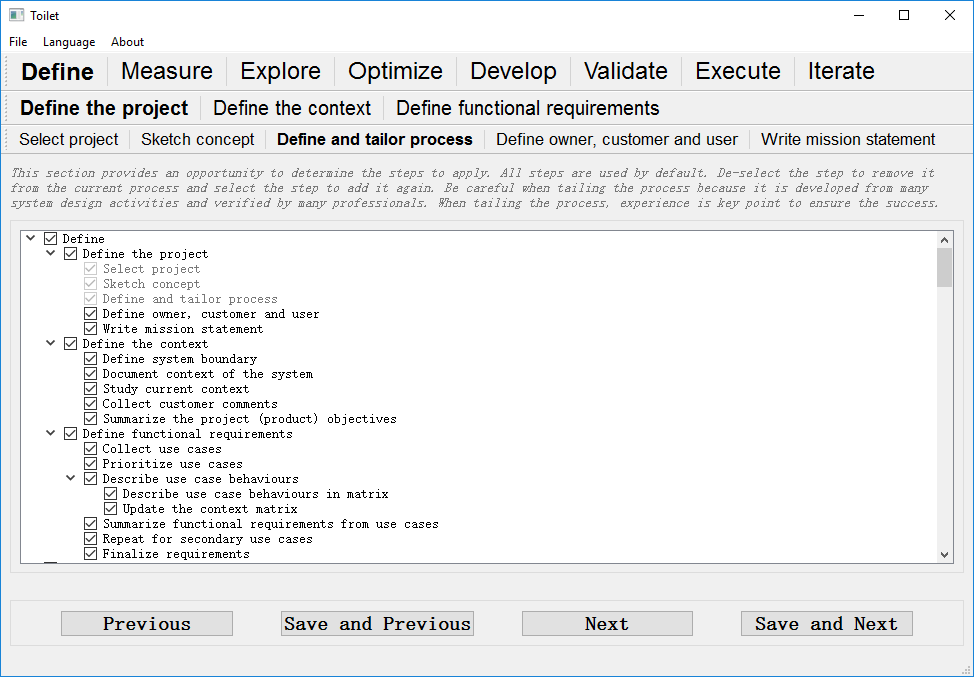 Toilet
File Language About
Define Measure Explore Optimize Develop Validate Execute Iterate
Define the project Define the context Define functional requirements
Select project Sketch concept Define and tailor process Define owner, customer and user Write mission statement
This section provides an opportunity to determine the steps to apply. All steps are used by default. De-select the step to remove it
from the current process and select the step to add it again. Be careful when tailing the process because it is developed from many
system design activities and verified by many professionals. When tailing the process, experience is key point to ensure the success.
Define
Define the project
Select project
Sketch concept
Define and tailor process
Define owner, customer and user
Write mission statement
Define the context
Define system boundary
Document context of the system
Study current context
Collect customer comments
Summarize the project (product) objectives
Define functional requirements
Collect use cases
Prioritize use cases
Describe use case behaviours
Describe use case behaviours in matrix
Update the context matrix
Summarize functional requirements from use cases
Repeat for secondary use cases
Finalize requirements
Previous Save and Previous Next Save and Next